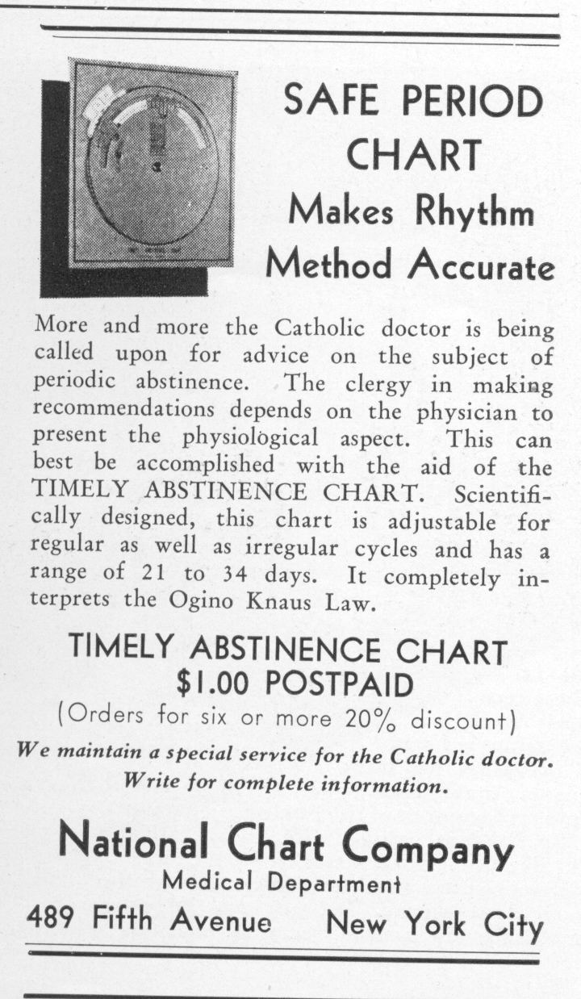 SAFE PERIOD
CHART
Makes Rhythm
Method Accurate
More and more the Catholic doctor is being
called upon for advice on the subject of
periodic abstinence. The clergy in making
recommendations depends on the physician to
present the physiological aspect. This can
best be accomplished with the aid of the
TIMELY ABSTINENCE CHART. Scientifi-
cally designed, this chart is adjustable for
regular as well as irregular cycles and has a
range of 21 to 34 days. It completely in-
terprets the Ogino Knaus Law.
TIMELY ABSTINENCE CHART
$1.00 POSTPAID
(Orders for six or more 20% discount)
We maintain a special service for the Catholic doctor.
Write for complete information.
National Chart Company
Medical Department
489 Fifth Avenue New York City